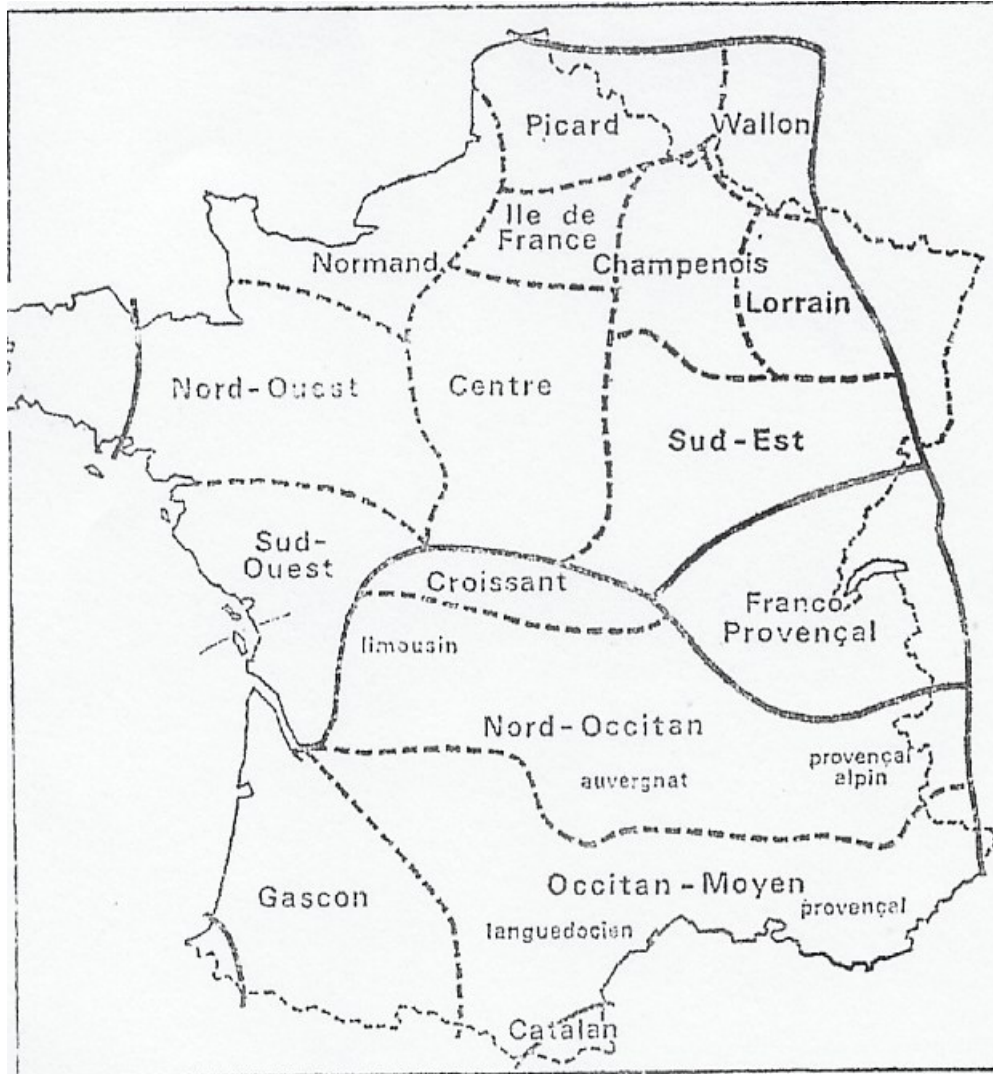 Picard
Wallon
Ile de
France
Normand
Champenois
Lorrain
Nord-Ouest
Centre
Sud-Est
Sud-
Ouest
Croissant
Franco
Provençal
limousin
Nord-Occitan
auvergnat
provençal
alpin
Occitan-Moyen
Gascon
provençal
languedocien
Catalan